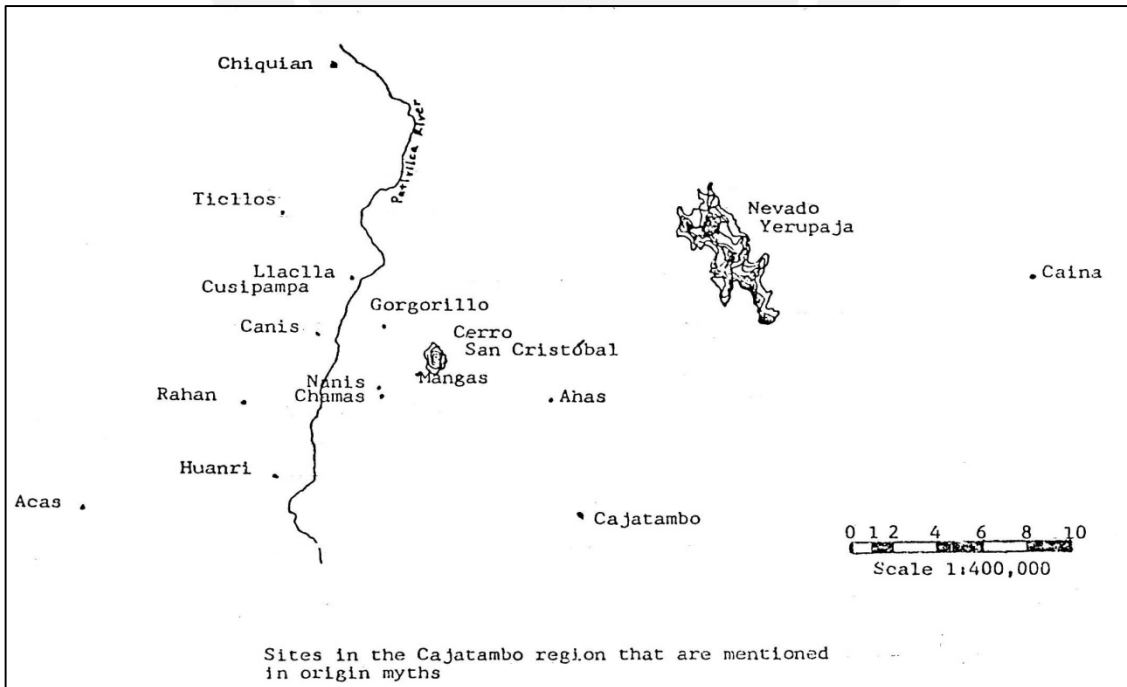 Chiquian
Pativilca River
Ticllos
Nevado
Yerupaja
Llaclla
Cusipampa
Caina
Gorgorillo
Canis
Cerro
San Cristóbal
Mangas
Nanis
Chamas
Rahan
Ahas
Huanri
Acas
Cajatambo
0 1 2 4 6 8 10
Scale 1:400,000
Sites in the Cajatambo region that are mentioned
in origin myths